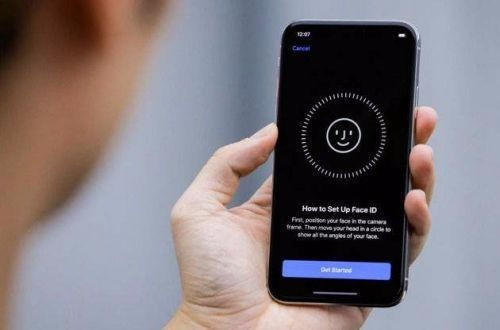 12:07
Cancel
How to Set Up Face ID
First, position your face in the camera
frame. Then move your head in a circle to
show all the angles of your face.
Get Started